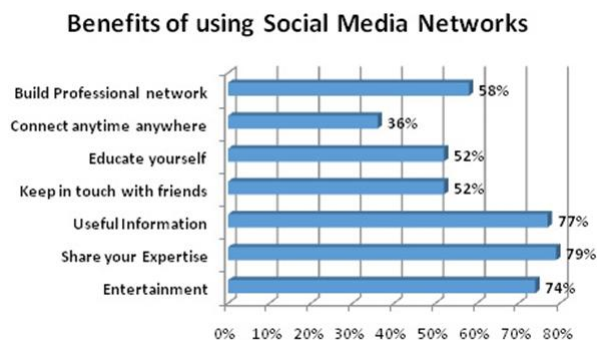 Benefits of using Social Media Networks
Build Professional network
58%
Connect anytime anywhere
36%
Educate yourself
52%
Keep in touch with friends
52%
Useful Information
77%
Share your Expertise
79%
Entertainment
74%
0% 10% 20% 30% 40% 50% 60% 70% 80%